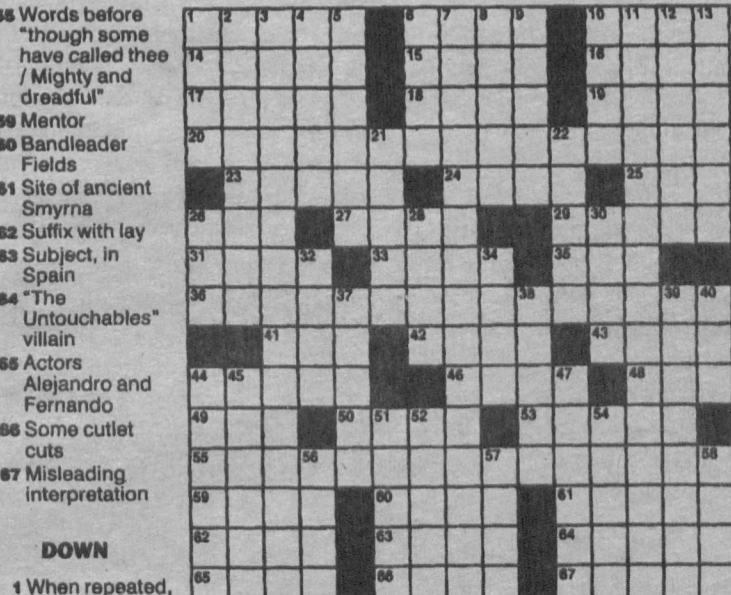 55 Words before
"though some
have called thee
/ Mighty and
dreadful"
59 Mentor
60 Bandleader
Fields
61 Site of ancient
Smyrna
62 Suffix with lay
63 Subject, in
Spain
64 "The
Untouchables"
villain
65 Actors
Alejandro and
Fernando
66 Some cutlet
cuts
67 Misleading
interpretation
DOWN
1 When repeated,
1 2 3 4 5 6 7 8 9 10 11 12 13
14 15 16
17 18 19
20 21 22
23 24 25
26 27 28 29 30
31 32 33 34 35
36 37 38 39 40
41 42 43
44 45 46 47 48
49 50 51 52 53 54
55 56 57 58
59 60 61
62 63 64
65 66 67